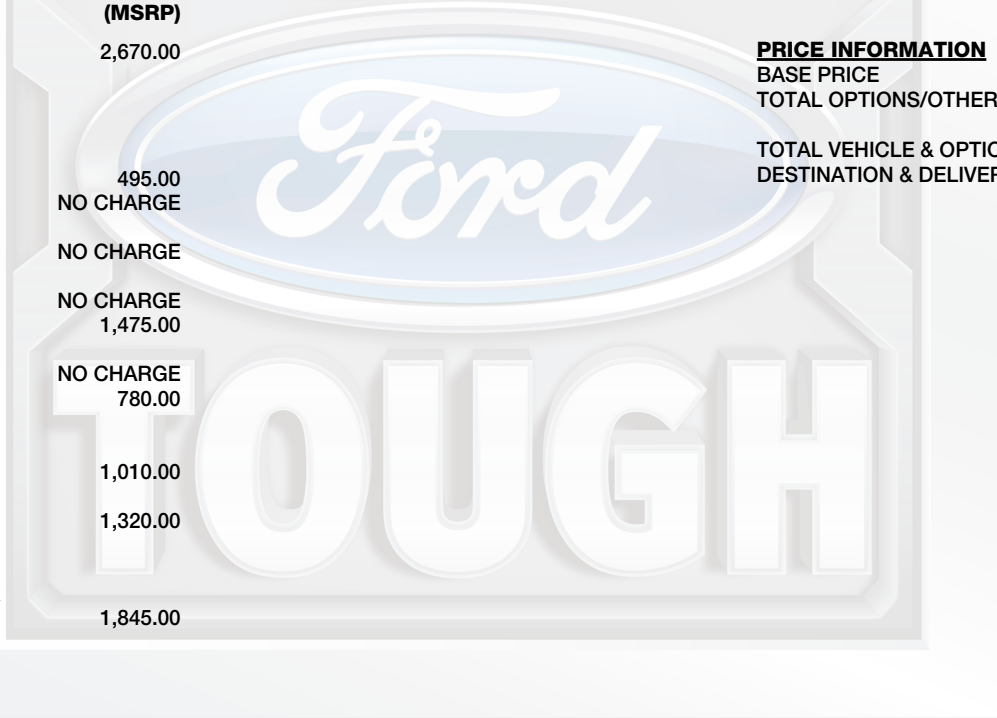 (MSRP)
2,670.00
495.00
NO CHARGE
NO CHARGE
NO CHARGE
1,475.00
NO CHARGE
780.00
1,010.00
1,320.00
1,845.00
PRICE INFORMATION
BASE PRICE
TOTAL OPTIONS/OTHER
TOTAL VEHICLE & OPTIO
DESTINATION & DELIVER
Ford
TOUGH